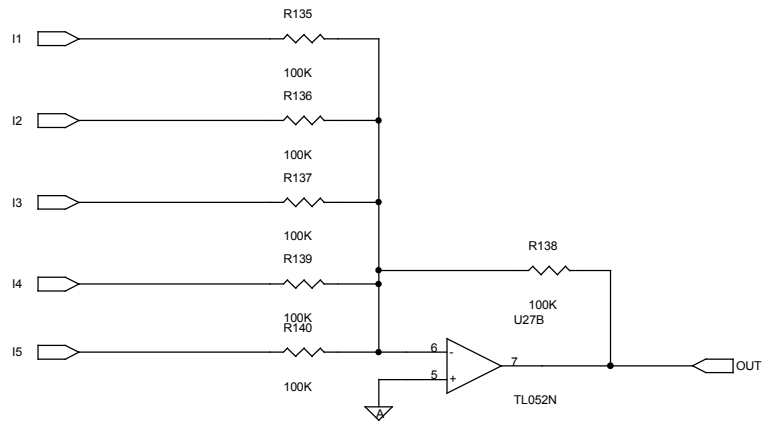 R135
I1
100K
R136
I2
100K
R137
I3
100K
R139
R138
I4
100K
100K
R140
U27B
I5
6
-
7
OUT
5
+
100K
TL052N
A